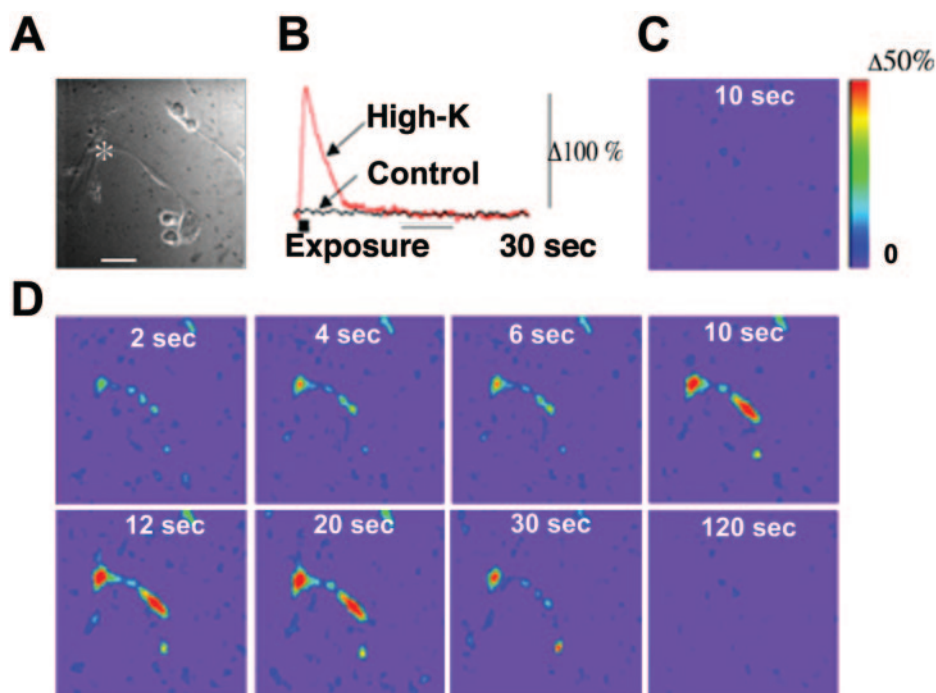 A
B
C
*
High-K
Control
Δ100 %
Exposure
30 sec
10 sec
Δ50%
0
D
2 sec
4 sec
6 sec
10 sec
12 sec
20 sec
30 sec
120 sec